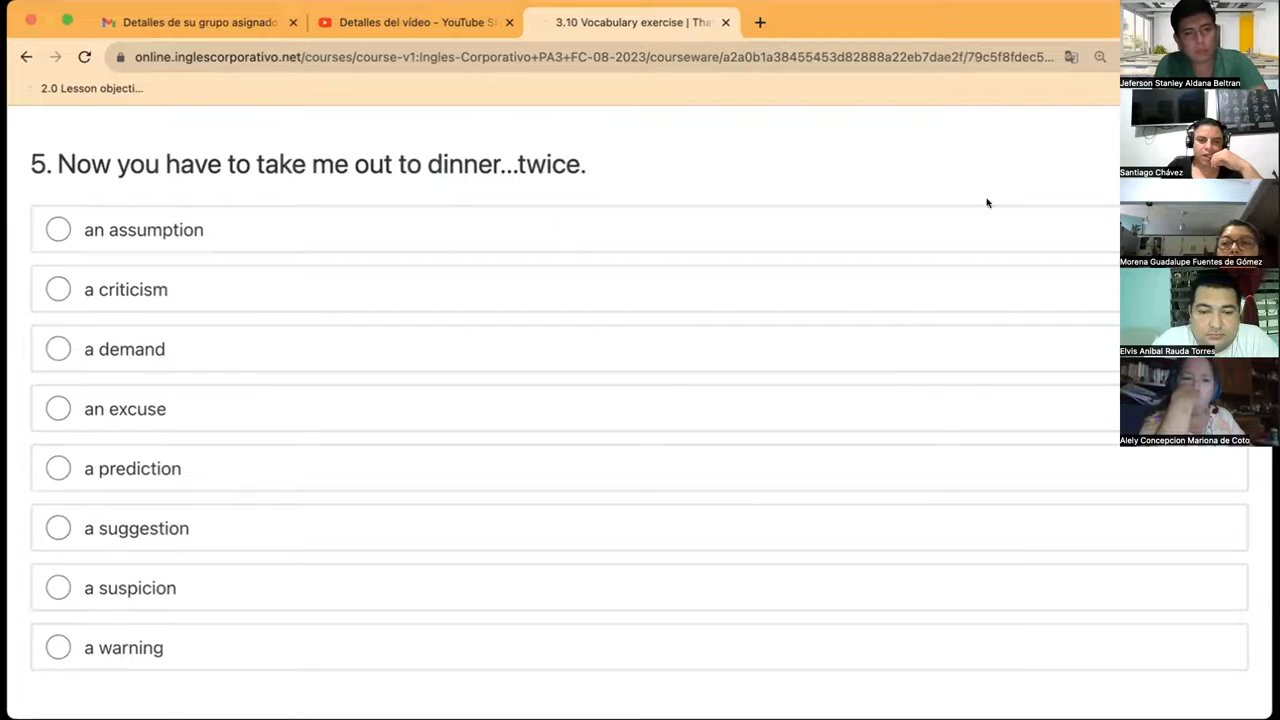 Detalles de su grupo asignado
Detalles del vídeo - YouTube S
3.10 Vocabulary exercise | Tha
online.inglescorporativo.net/courses/course-v1:Ingles-Corporativo+PA3+FC-08-2023/courseware/a2a0b1a38455453d82888a22eb7dae2f/79c5f8fdec5...
2.0 Lesson objecti...
5. Now you have to take me out to dinner...twice.
an assumption
a criticism
a demand
an excuse
a prediction
a suggestion
a suspicion
a warning
Jeferson Stanley Aldana Beltran
Santiago Chávez
Morena Guadalupe Fuentes de Gómez
Elvis Anibal Rauda Torres
Alely Concepcion Mariona de Coto